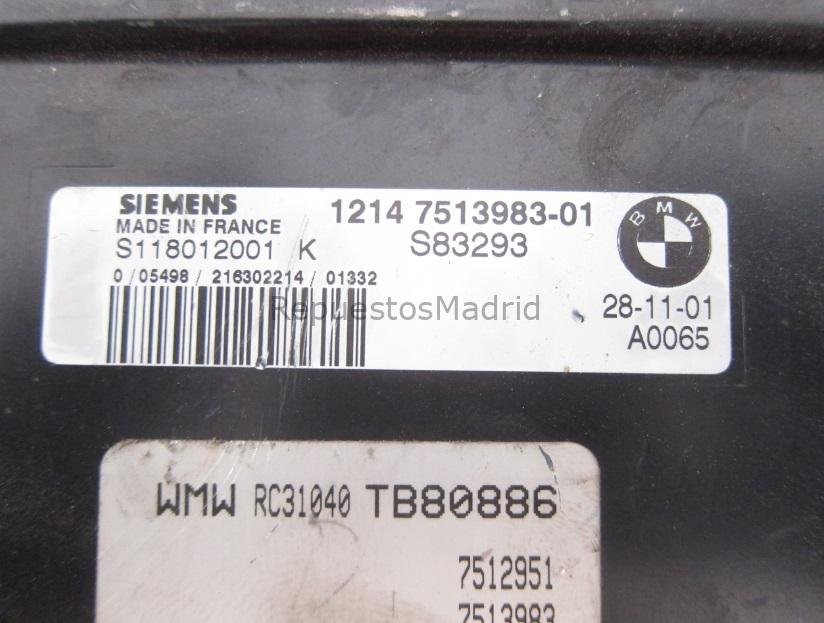 SIEMENS
MADE IN FRANCE
S118012001 K
0 / 05498 / 216302214 / 01332
1214 7513983-01
S83293
BMW
28-11-01
A0065
RepuestosMadrid
WMW RC31040 TB80886
7512951
7513983